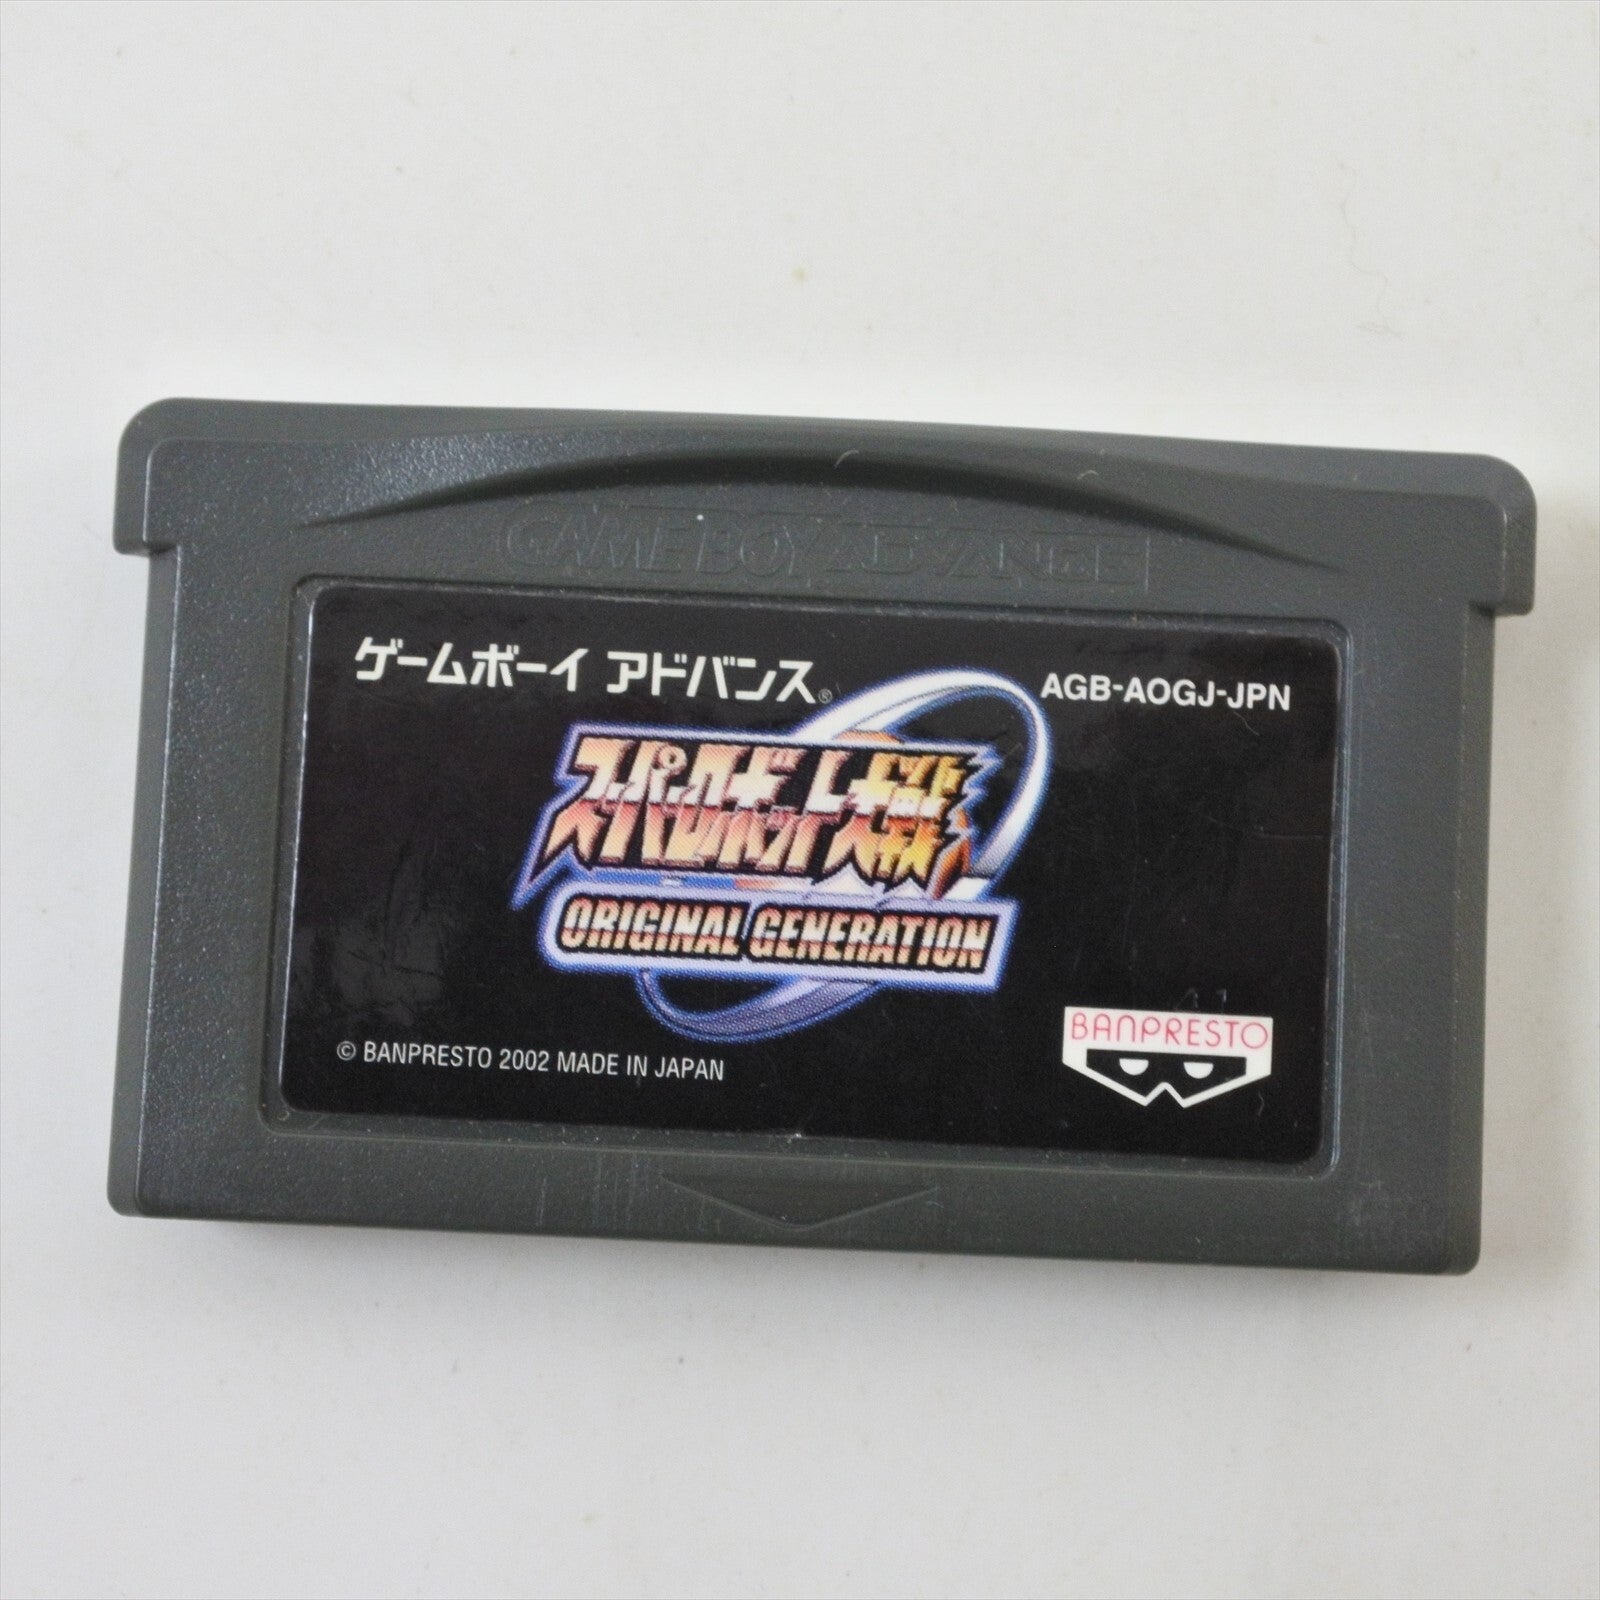 GAME BOY ADVANCE
ゲームボーイ アドバンス®
AGB-AOGJ-JPN
スーパーロボット大戦
ORIGINAL GENERATION
© BANPRESTO 2002 MADE IN JAPAN
BANPRESTO